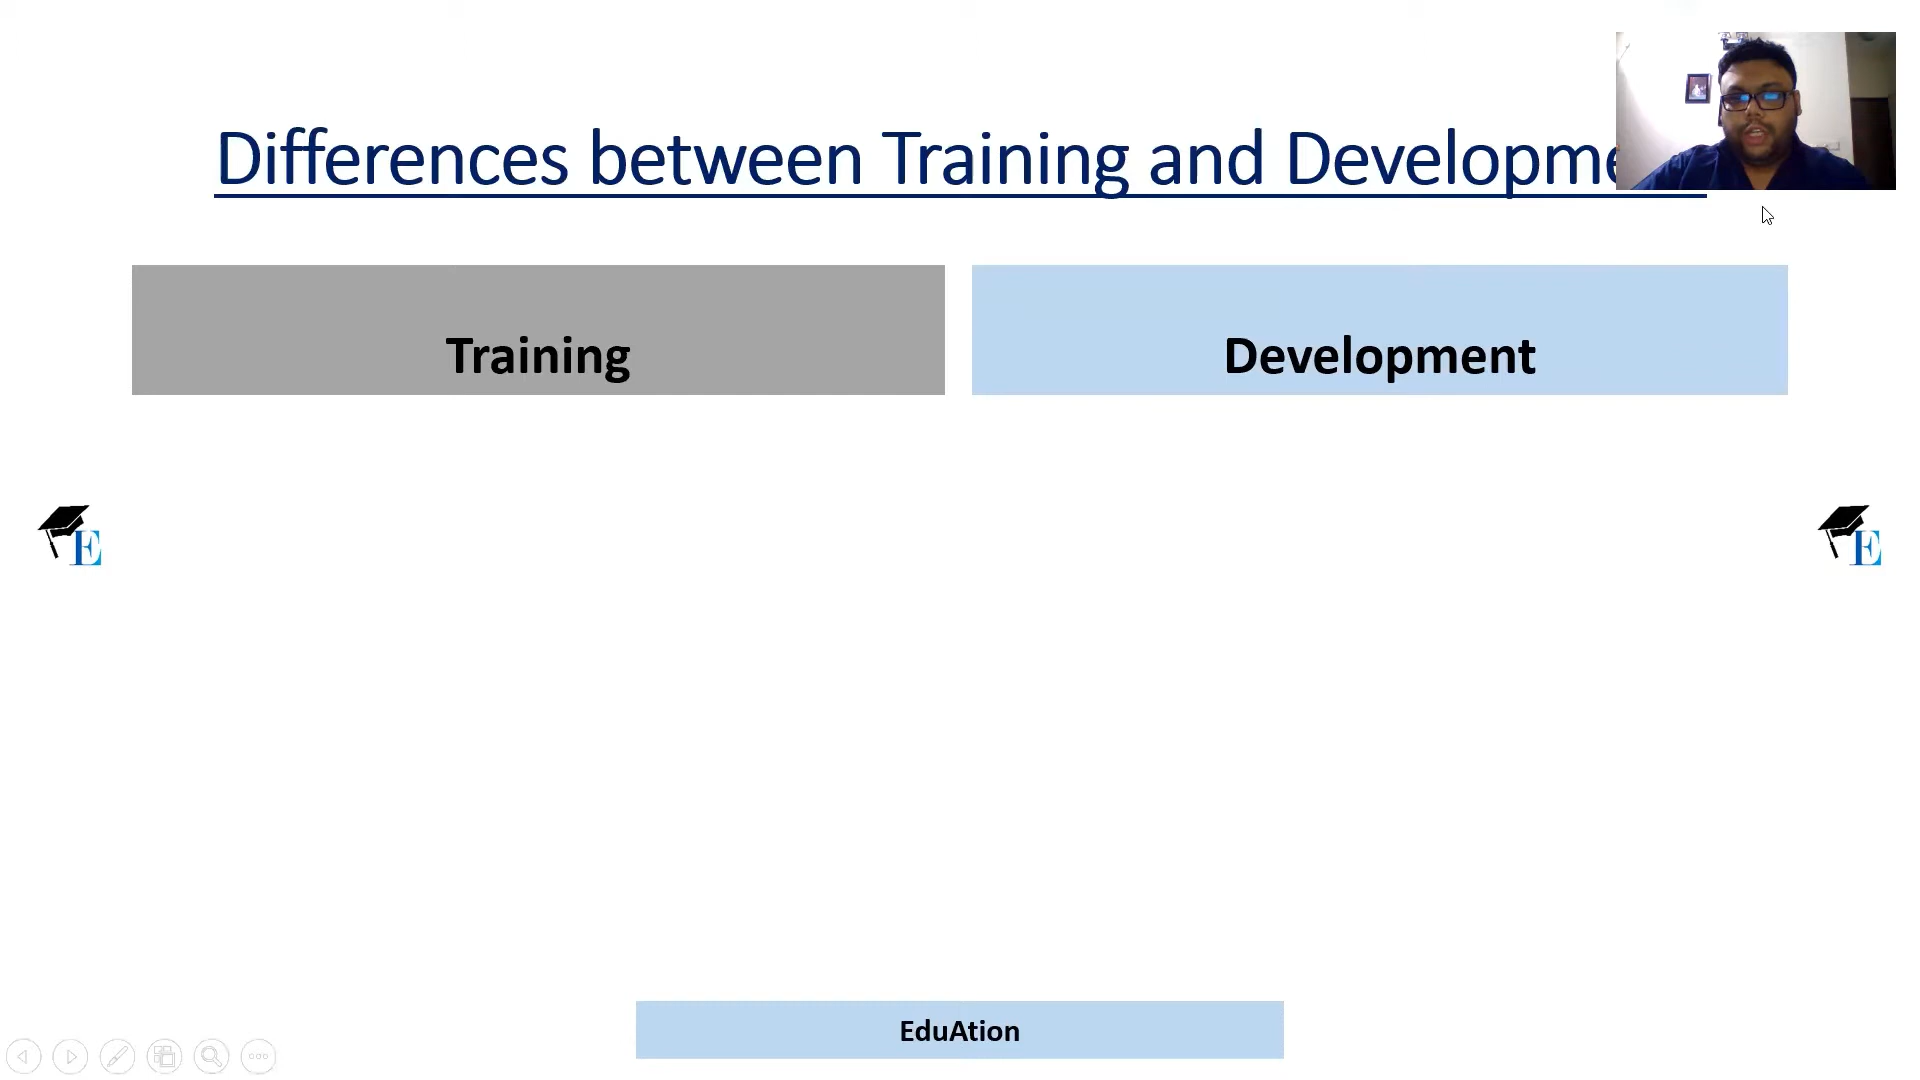 Differences between Training and Developme
Training
Development
E
E
EduAtion